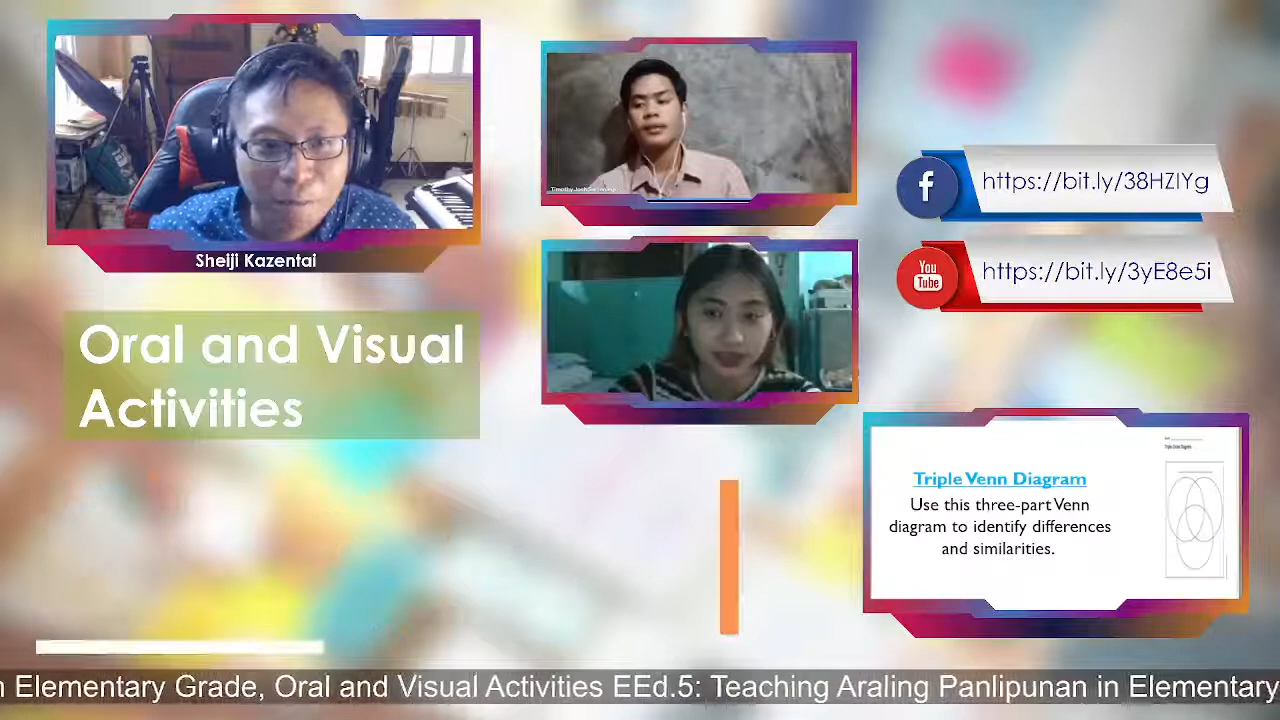 Sheiji Kazentai
Oral and Visual
Activities
f
https://bit.ly/38HZIYg
You
Tube
https://bit.ly/3yE8e5i
Triple Venn Diagram
Use this three-part Venn
diagram to identify differences
and similarities.
Elementary Grade, Oral and Visual Activities EEd.5: Teaching Araling Panlipunan in Elementary